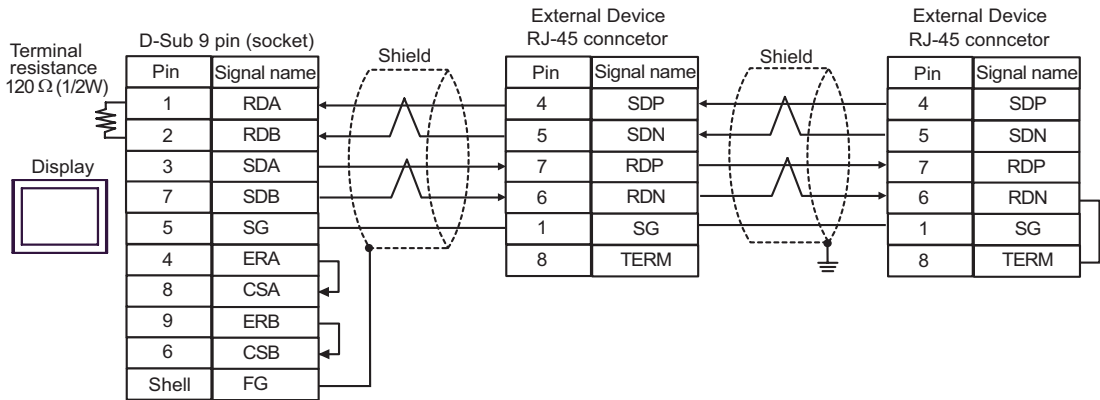 Terminal
resistance
120 Ω (1/2W)
Display
D-Sub 9 pin (socket)
Pin Signal name
1 RDA
2 RDB
3 SDA
7 SDB
5 SG
4 ERA
8 CSA
9 ERB
6 CSB
Shell FG
Shield
External Device
RJ-45 conncetor
Pin Signal name
4 SDP
5 SDN
7 RDP
6 RDN
1 SG
8 TERM
Shield
External Device
RJ-45 conncetor
Pin Signal name
4 SDP
5 SDN
7 RDP
6 RDN
1 SG
8 TERM